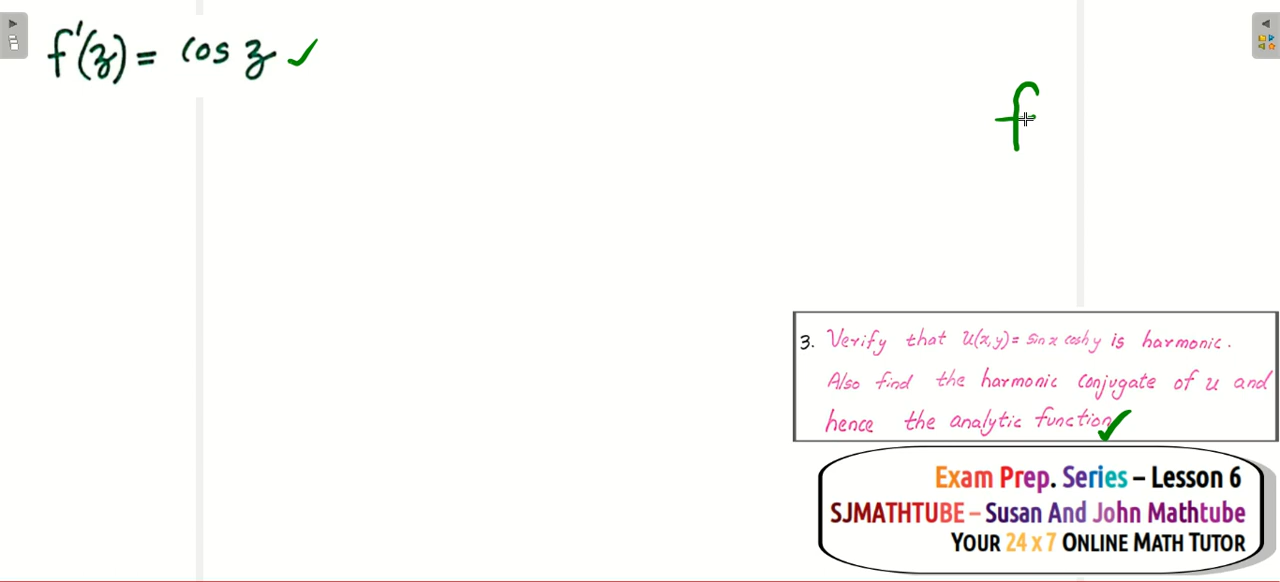 f'(z) = cos z ✓
f
3. Verify that u(x,y)= sin x cosh y is harmonic.
Also find the harmonic conjugate of u and
hence the analytic function ✓
Exam Prep. Series – Lesson 6
SJMATHTUBE – Susan And John Mathtube
YOUR 24 x 7 ONLINE MATH TUTOR